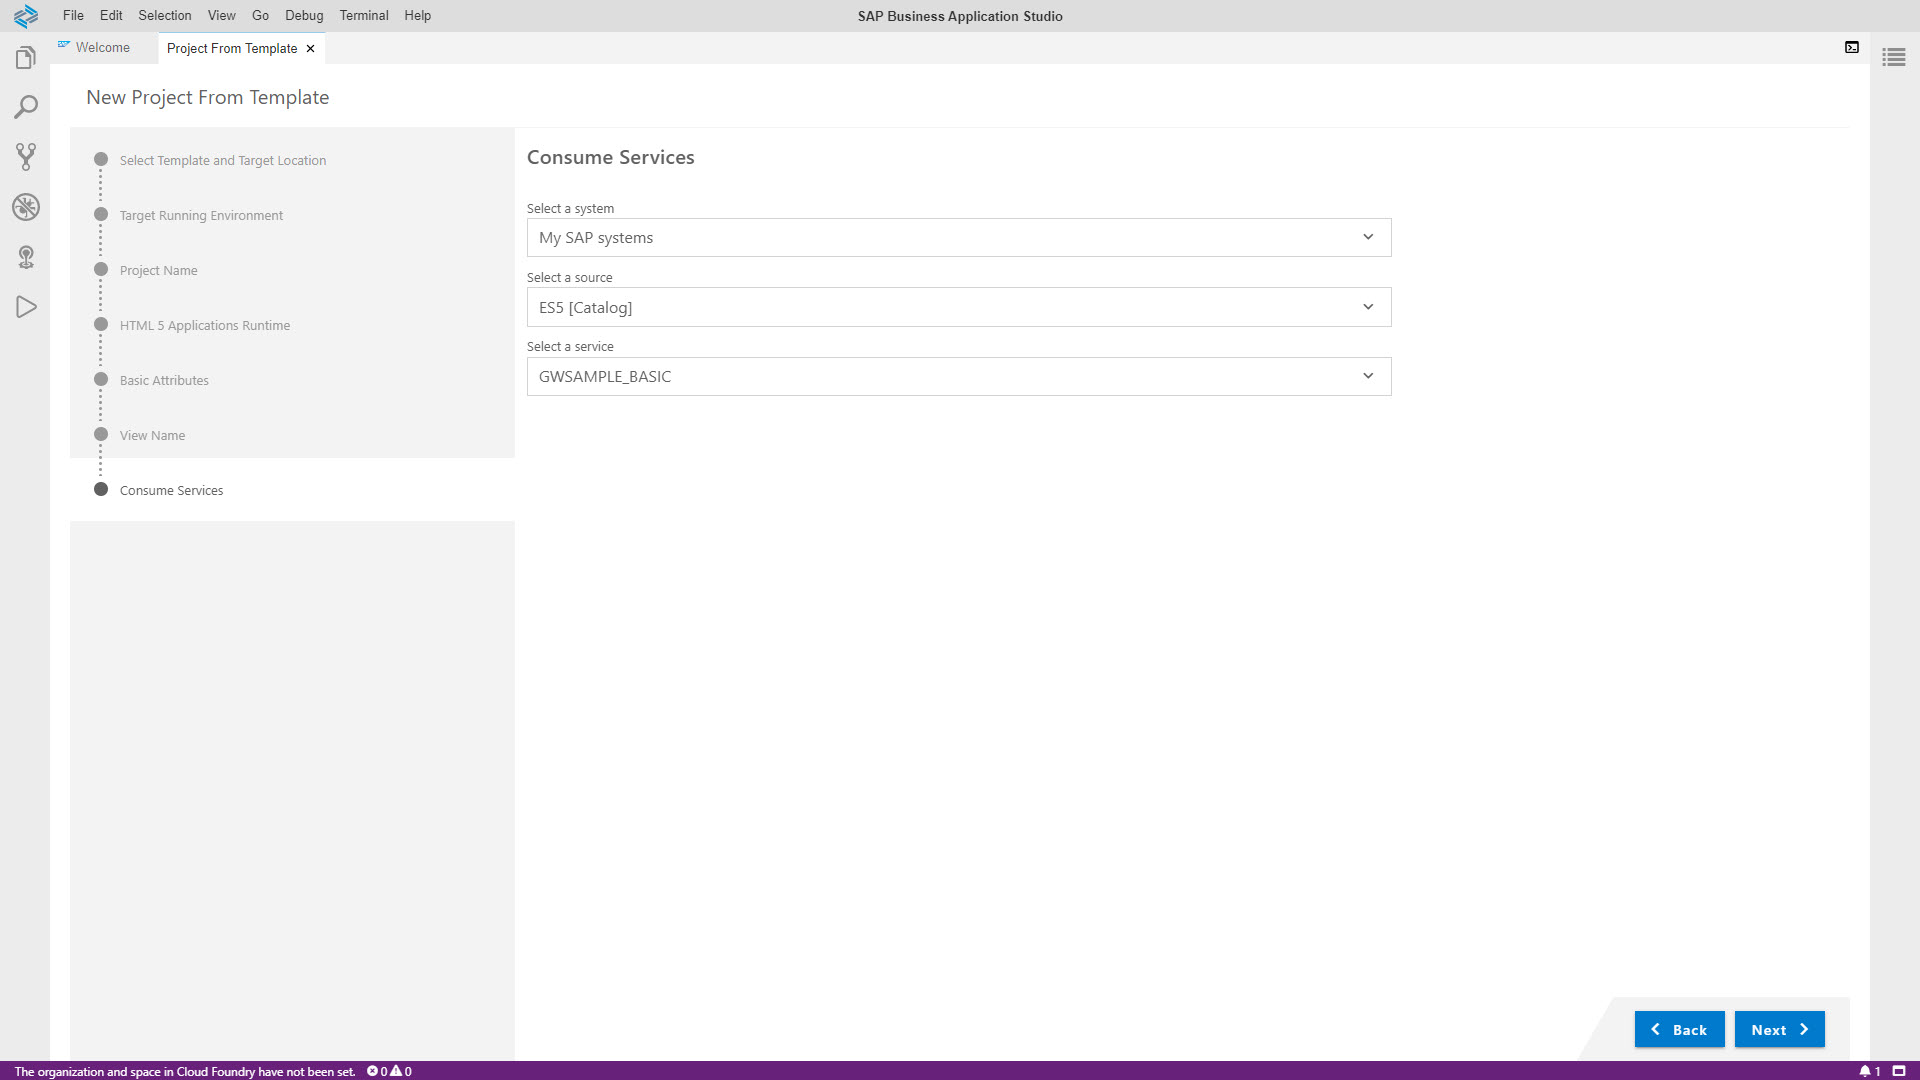 File Edit Selection View Go Debug Terminal Help
SAP Business Application Studio
Welcome
Project From Template
New Project From Template
Select Template and Target Location
Target Running Environment
Project Name
HTML 5 Applications Runtime
Basic Attributes
View Name
Consume Services
Consume Services
Select a system
My SAP systems
Select a source
ES5 [Catalog]
Select a service
GWSAMPLE_BASIC
Back
Next
The organization and space in Cloud Foundry have not been set. 0 0
1